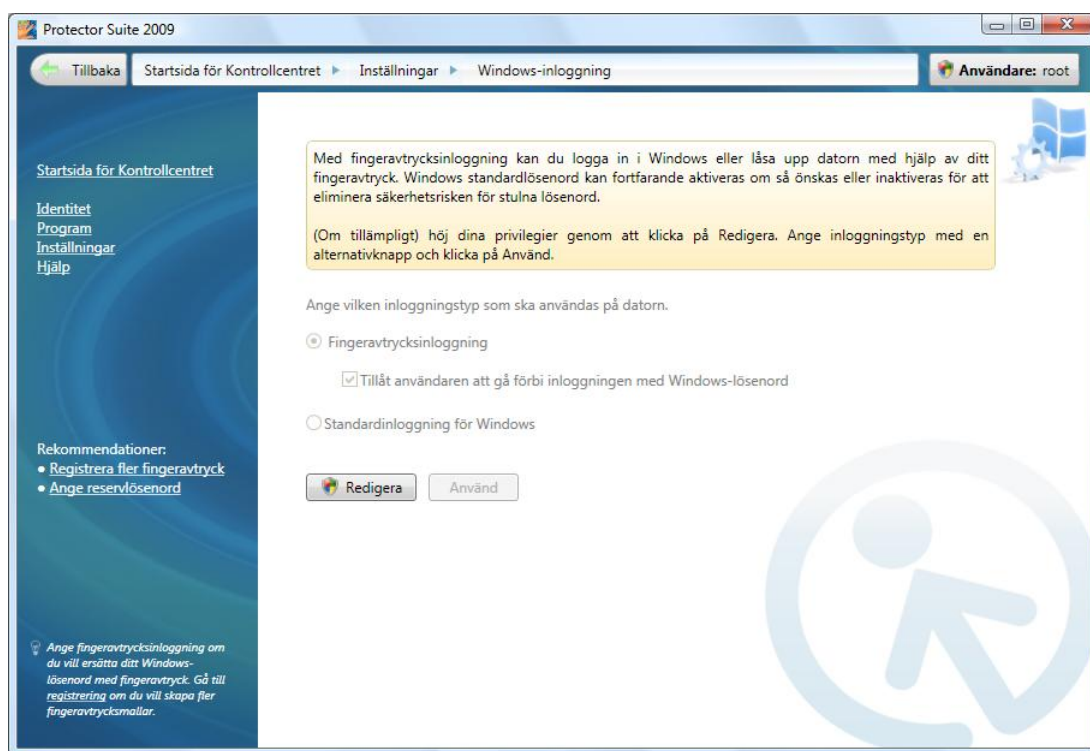 Protector Suite 2009
Tillbaka
Startsida för Kontrollcentret
Inställningar
Windows-inloggning
Användare: root
Startsida för Kontrollcentret
Identitet
Program
Inställningar
Hjälp
Med fingeravtrycksinloggning kan du logga in i Windows eller låsa upp datorn med hjälp av ditt
fingeravtryck. Windows standardlösenord kan fortfarande aktiveras om så önskas eller inaktiveras för att
eliminera säkerhetsrisken för stulna lösenord.
(Om tillämpligt) höj dina privilegier genom att klicka på Redigera. Ange inloggningstyp med en
alternativknapp och klicka på Använd.
Ange vilken inloggningstyp som ska användas på datorn.
Fingeravtrycksinloggning
Tillåt användaren att gå förbi inloggningen med Windows-lösenord
Standardinloggning för Windows
Redigera
Använd
Rekommendationer:
• Registrera fler fingeravtryck
• Ange reservlösenord
Ange fingeravtrycksinloggning om
du vill ersätta ditt Windows-
lösenord med fingeravtryck. Gå till
registrering om du vill skapa fler
fingeravtrycksmallar.